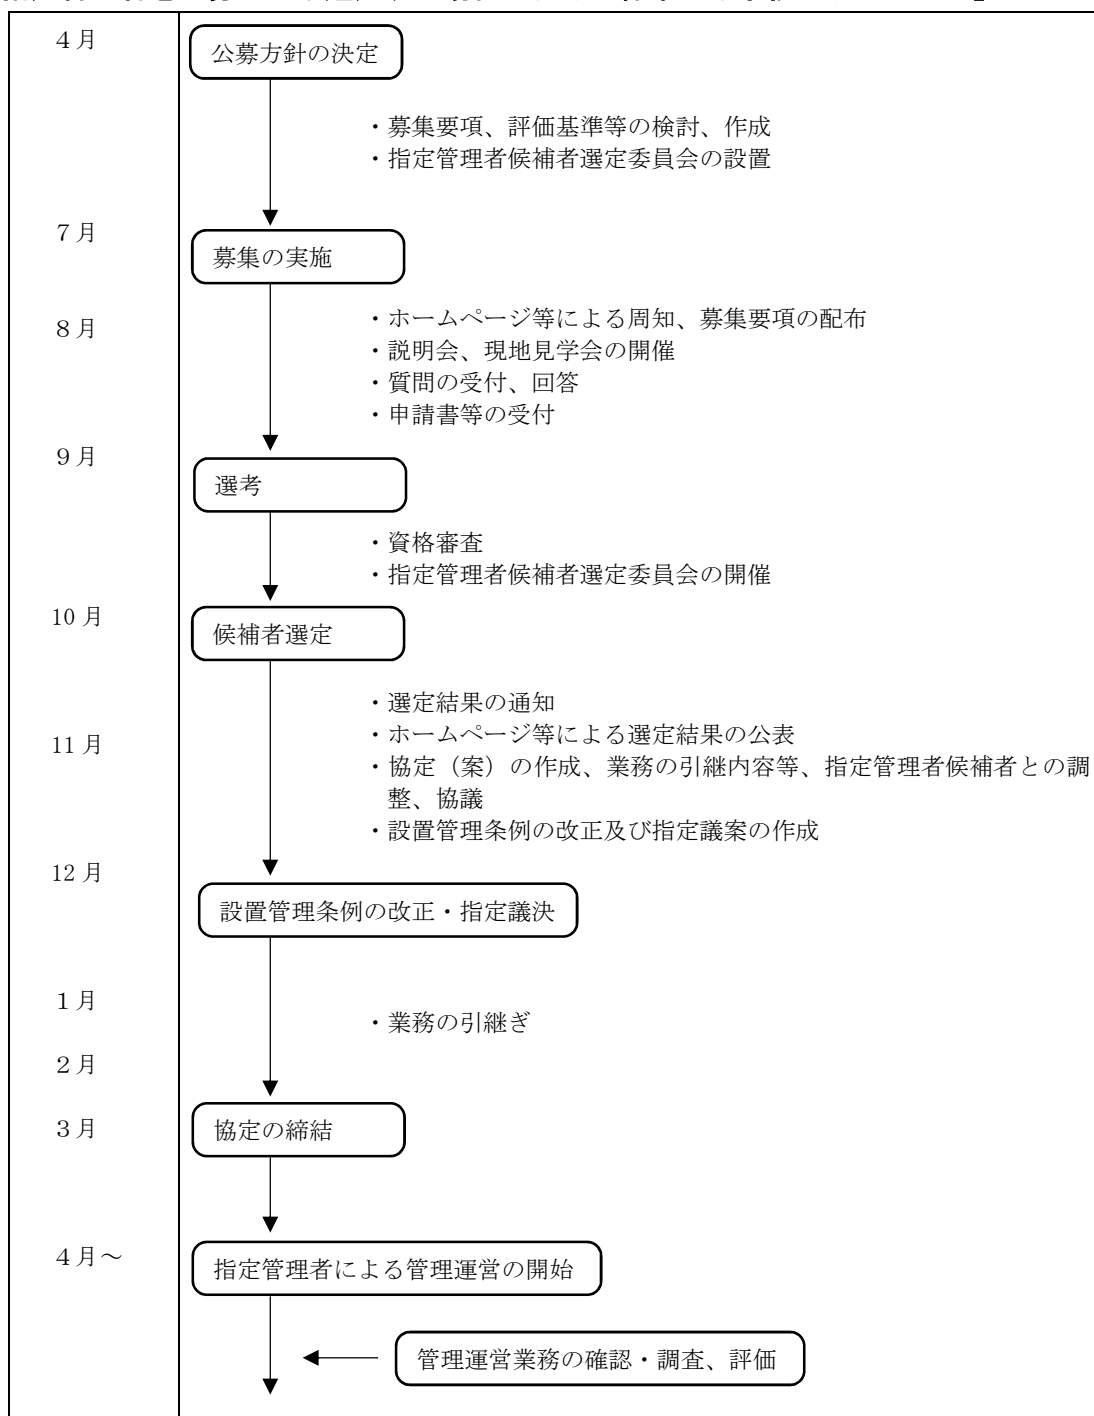 4月
公募方針の決定
・募集要項、評価基準等の検討、作成
・指定管理者候補者選定委員会の設置
7月
募集の実施
8月
・ホームページ等による周知、募集要項の配布
・説明会、現地見学会の開催
・質問の受付、回答
・申請書等の受付
9月
選考
・資格審査
・指定管理者候補者選定委員会の開催
10月
候補者選定
11月
・選定結果の通知
・ホームページ等による選定結果の公表
・協定（案）の作成、業務の引継内容等、指定管理者候補者との調
整、協議
・設置管理条例の改正及び指定議案の作成
12月
設置管理条例の改正・指定議決
1月
・業務の引継ぎ
2月
3月
協定の締結
4月～
指定管理者による管理運営の開始
管理運営業務の確認・調査、評価